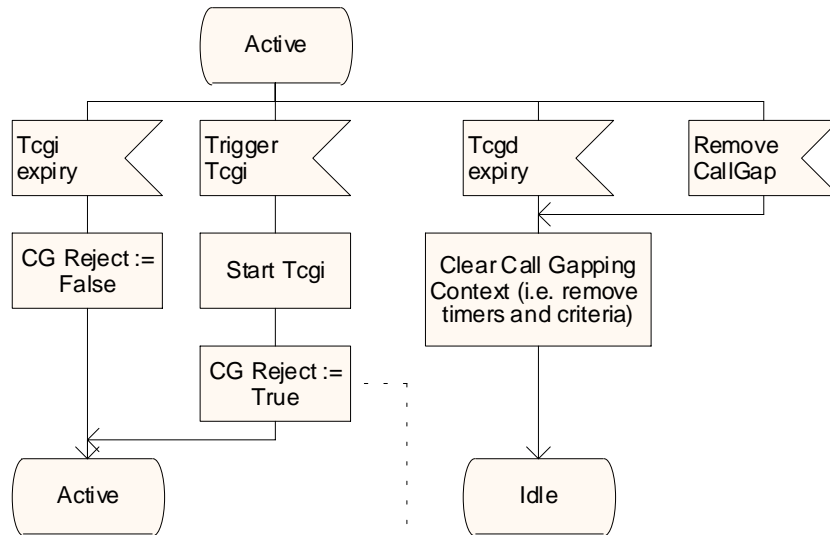 Active
Tcgi
expiry
Trigger
Tcgi
Tcgd
expiry
Remove
CallGap
CG Reject :=
False
Start Tcgi
Clear Call Gapping
Context (i.e. remove
timers and criteria)
CG Reject :=
True
Active
Idle